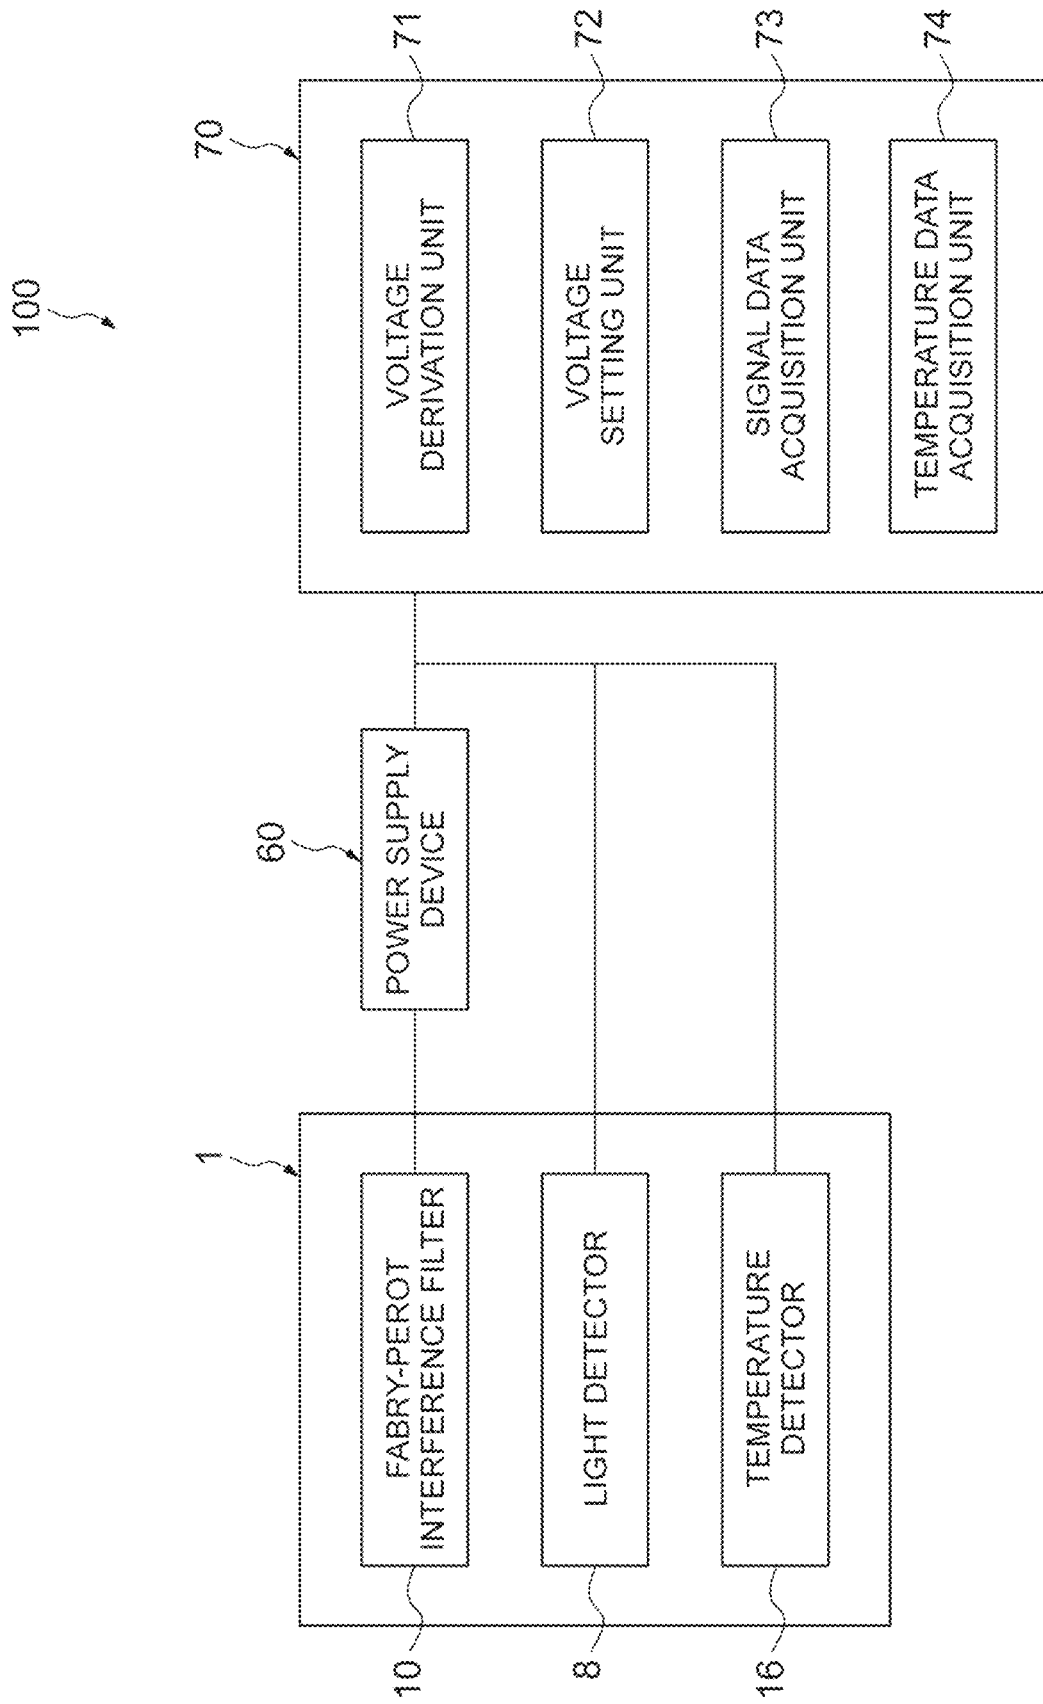 100
1
60
70
10
FABRY-PEROT
INTERFERENCE FILTER
POWER SUPPLY
DEVICE
VOLTAGE
DERIVATION UNIT
71
8
LIGHT DETECTOR
VOLTAGE
SETTING UNIT
72
16
TEMPERATURE
DETECTOR
SIGNAL DATA
ACQUISITION UNIT
73
TEMPERATURE DATA
ACQUISITION UNIT
74